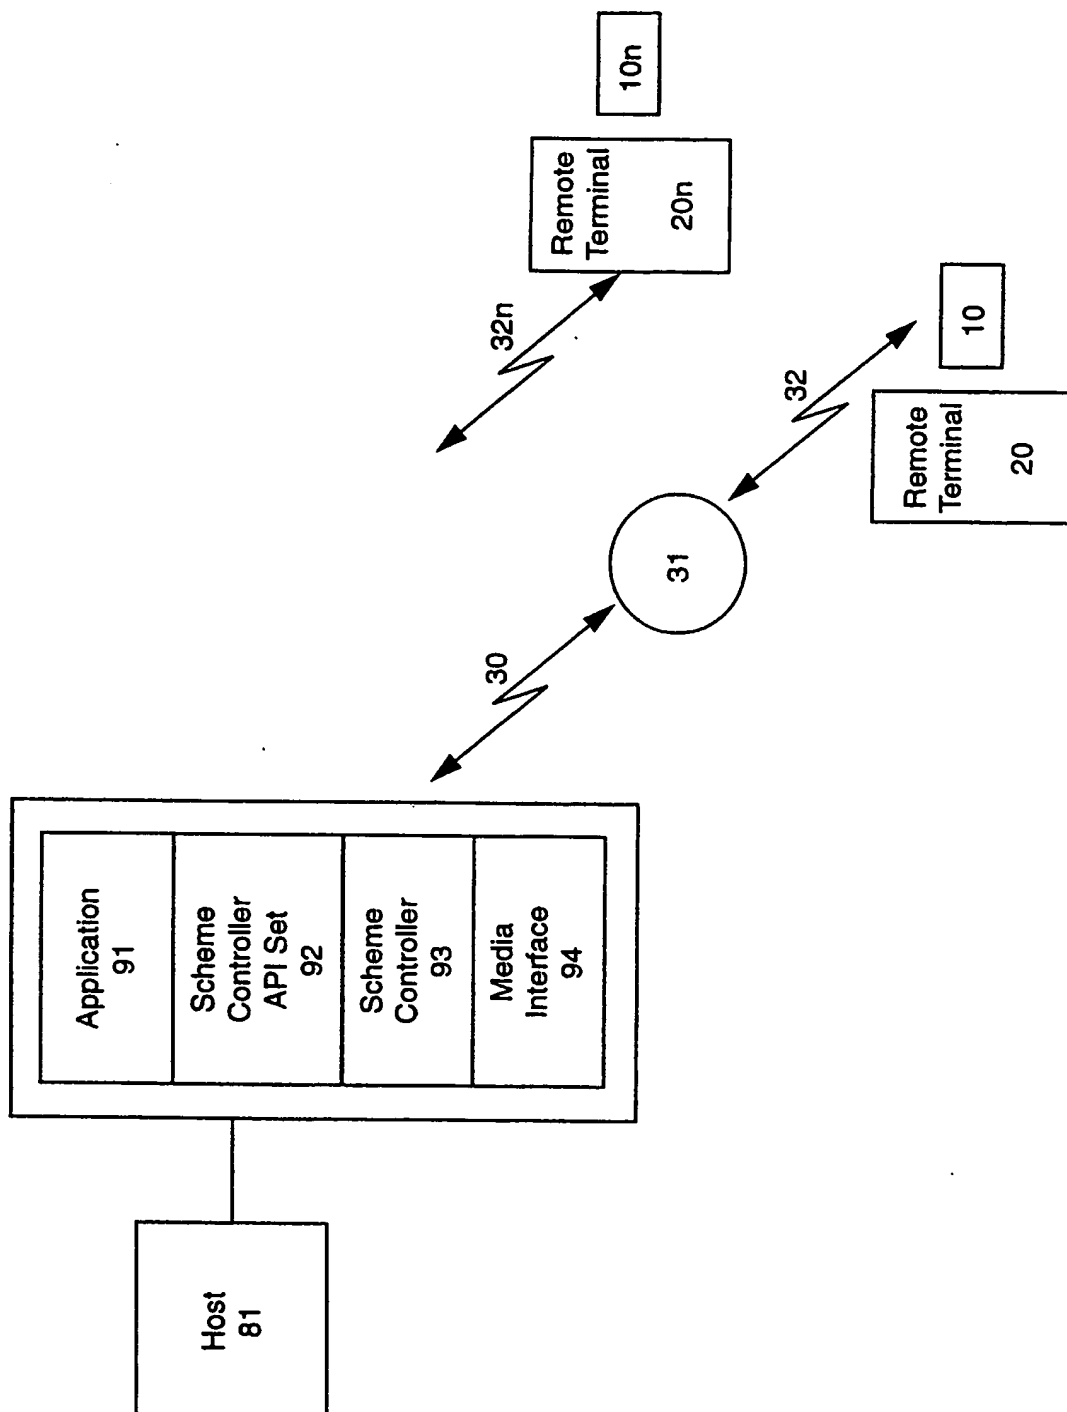 Host
81
Application
91
Scheme
Controller
API Set
92
Scheme
Controller
93
Media
Interface
94
30
31
32
32n
Remote
Terminal
20
10
Remote
Terminal
20n
10n